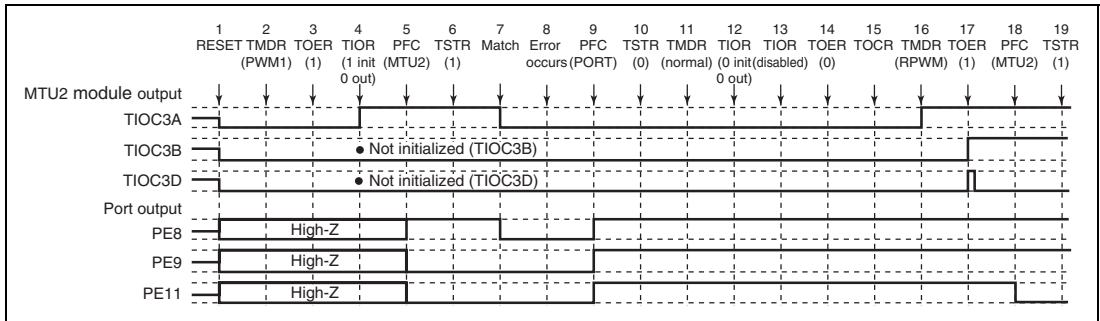 1 2 3 4 5 6 7 8 9 10 11 12 13 14 15 16 17 18 19
RESET TMDR TOER TIOR PFC TSTR Match Error PFC TSTR TMDR TIOR TIOR TOER TOCR TMDR TOER PFC TSTR
(PWM1) (1) (1 init (MTU2) (1) occurs (PORT) (0) (normal) (0 init (disabled) (0) (RPWM) (1) (MTU2) (1)
0 out) 0 out)
MTU2 module output
TIOC3A
TIOC3B • Not initialized (TIOC3B)
TIOC3D • Not initialized (TIOC3D)
Port output
PE8 High-Z
PE9 High-Z
PE11 High-Z